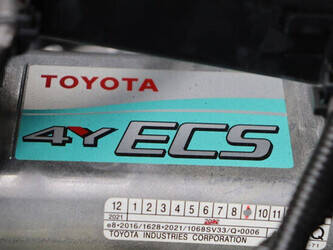 TOYOTA
4Y ECS
12 1 2 3 4 5 6 7 8 10 11
2021
e8*2016/1628*2021/1068SV33/Q*0006
TOYOTA INDUSTRIES CORPORATION
Q